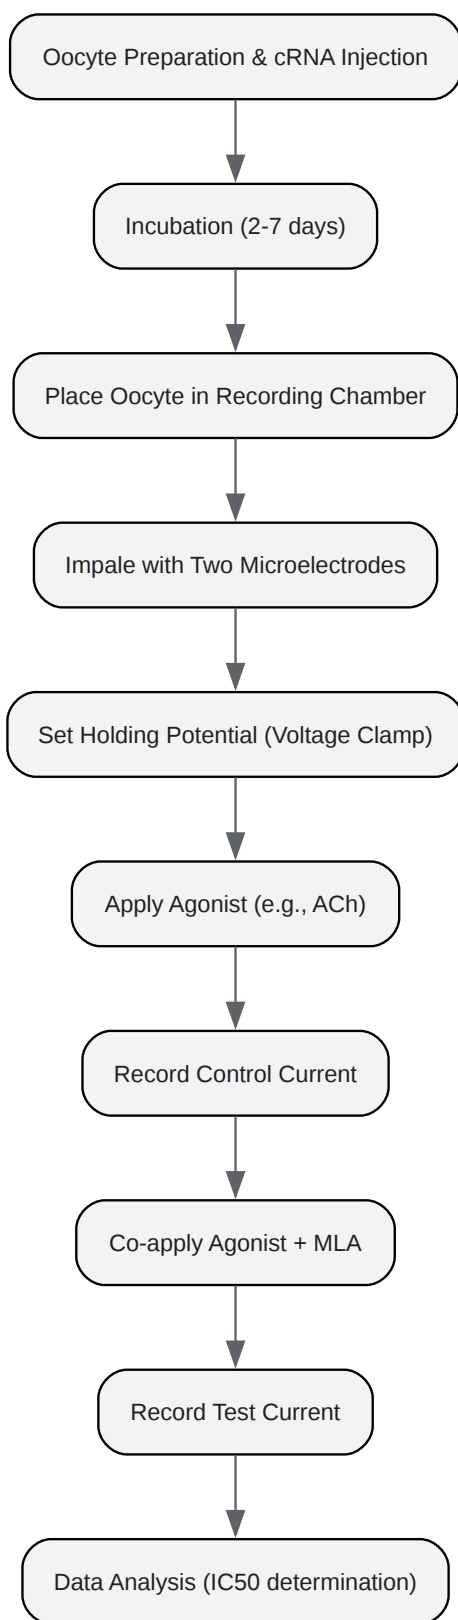 Oocyte Preparation & cRNA Injection
Incubation (2-7 days)
Place Oocyte in Recording Chamber
Impale with Two Microelectrodes
Set Holding Potential (Voltage Clamp)
Apply Agonist (e.g., ACh)
Record Control Current
Co-apply Agonist + MLA
Record Test Current
Data Analysis (IC50 determination)